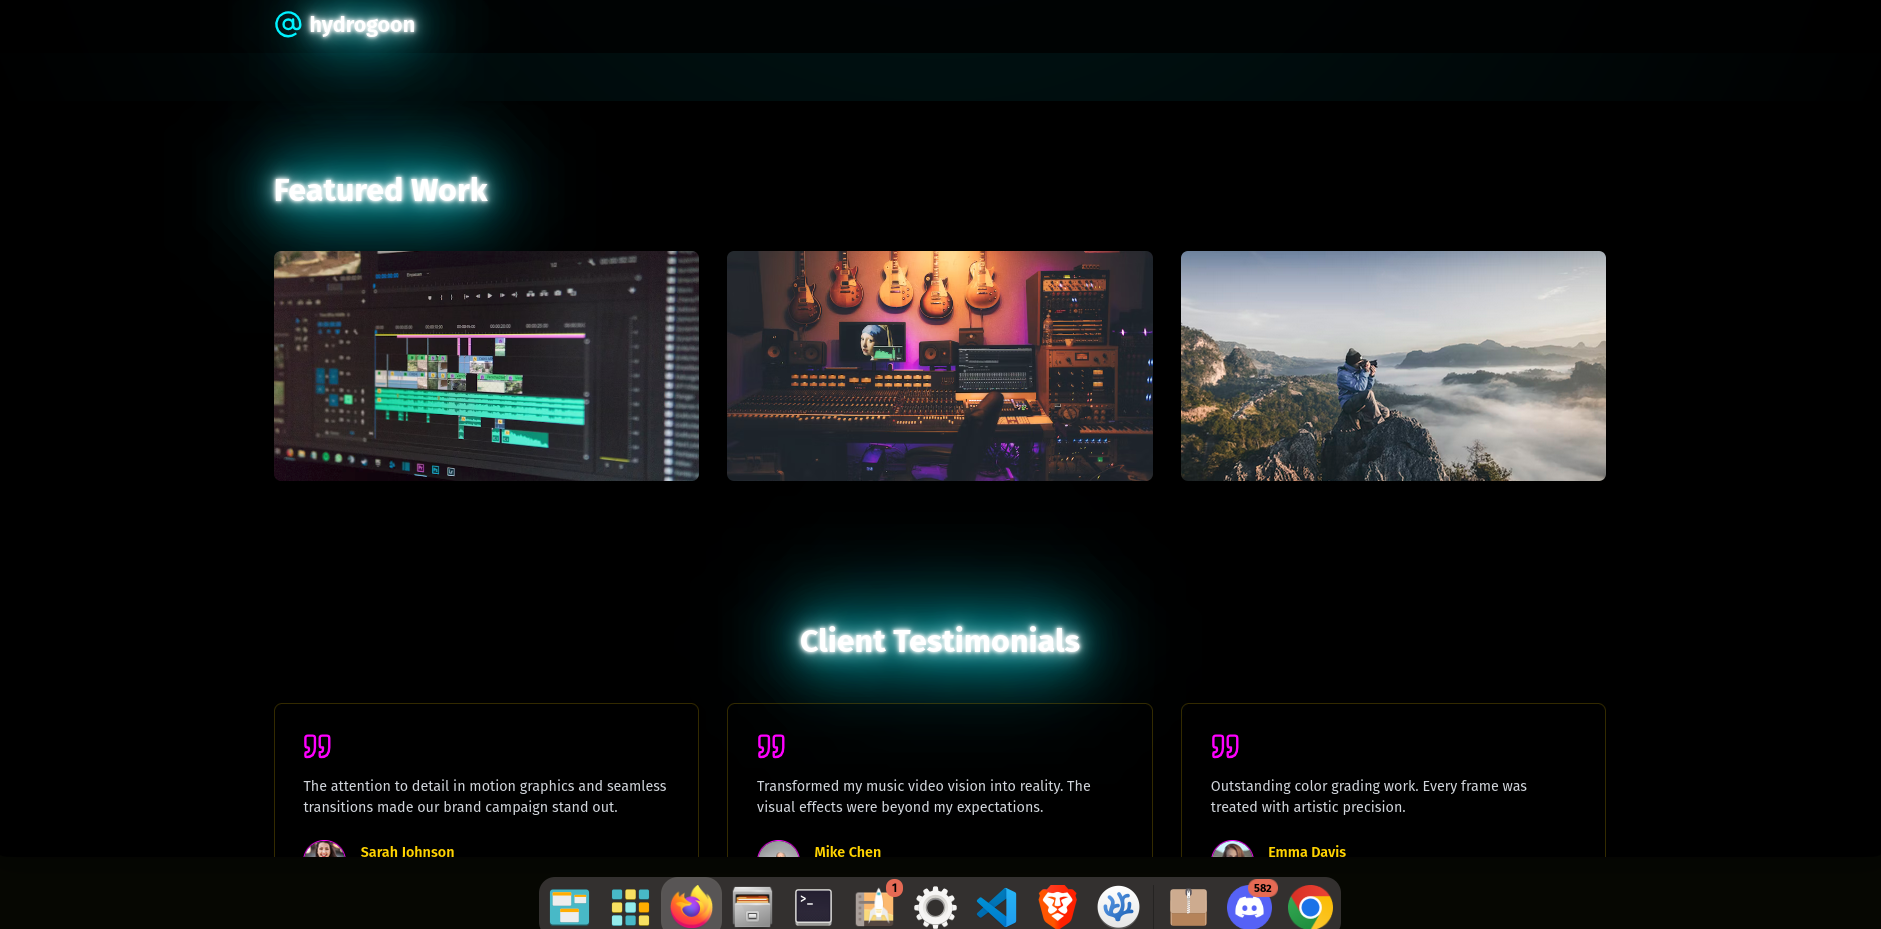 @ hydrogoon
Featured Work
Client Testimonials
The attention to detail in motion graphics and seamless
transitions made our brand campaign stand out.
Sarah Johnson
Transformed my music video vision into reality. The
visual effects were beyond my expectations.
Mike Chen
Outstanding color grading work. Every frame was
treated with artistic precision.
Emma Davis
1
582